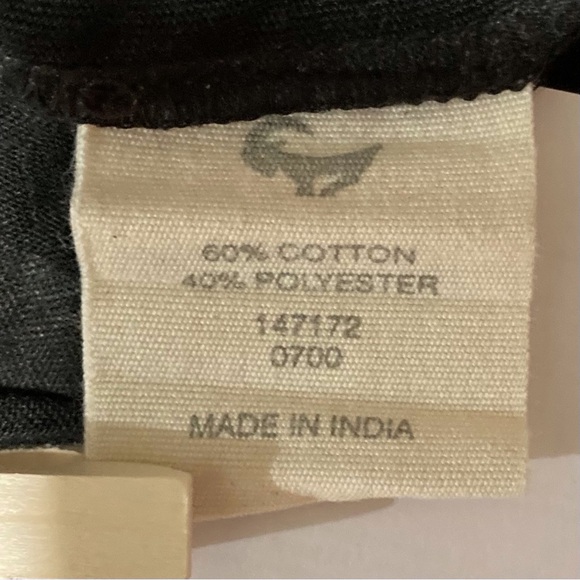 60% COTTON
40% POLYESTER
147172
0700
MADE IN INDIA